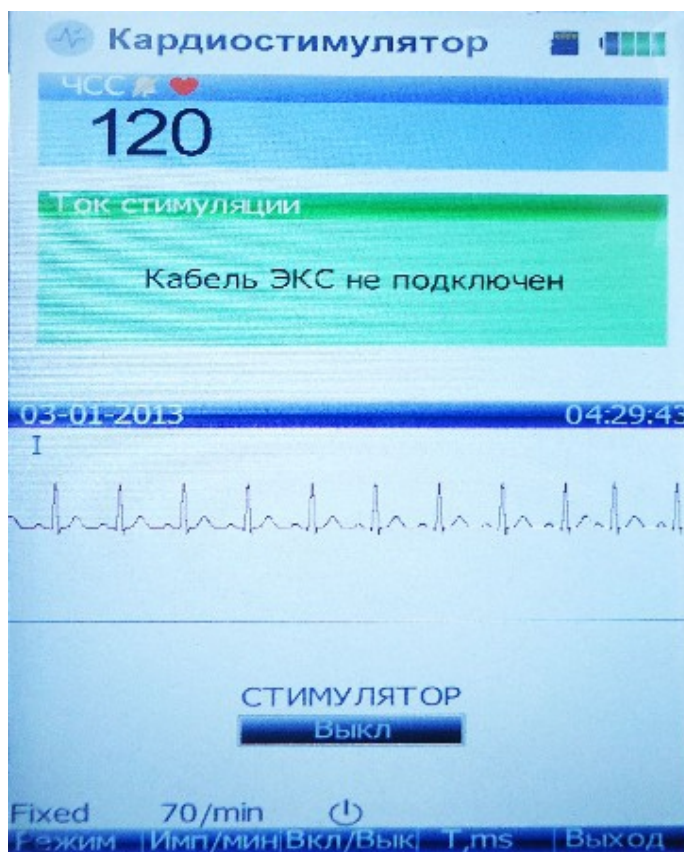 Кардиостимулятор
ЧСС
120
Ток стимуляции
Кабель ЭКС не подключен
03-01-2013 04:29:43
I
СТИМУЛЯТОР
Выкл
Fixed 70/min
Режим Имп/мин Вкл/Вык T,ms Выход